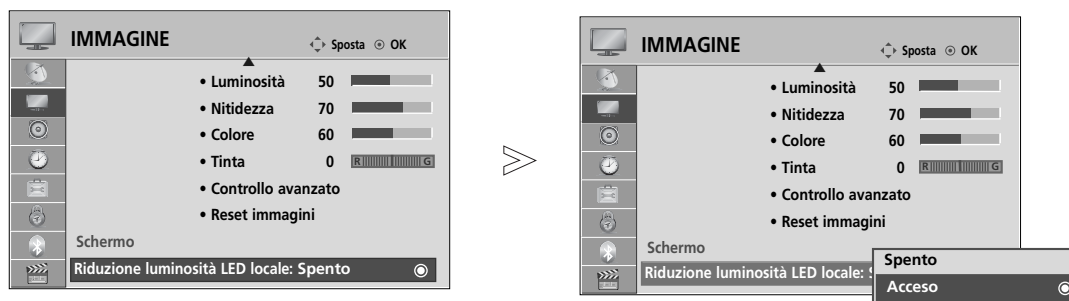 IMMAGINE
Sposta OK
• Luminosità 50
• Nitidezza 70
• Colore 60
• Tinta 0 R G
• Controllo avanzato
• Reset immagini
Schermo
Riduzione luminosità LED locale: Spento
IMMAGINE
Sposta OK
• Luminosità 50
• Nitidezza 70
• Colore 60
• Tinta 0 R G
• Controllo avanzato
• Reset immagini
Schermo
Riduzione luminosità LED locale:
Spento
Acceso